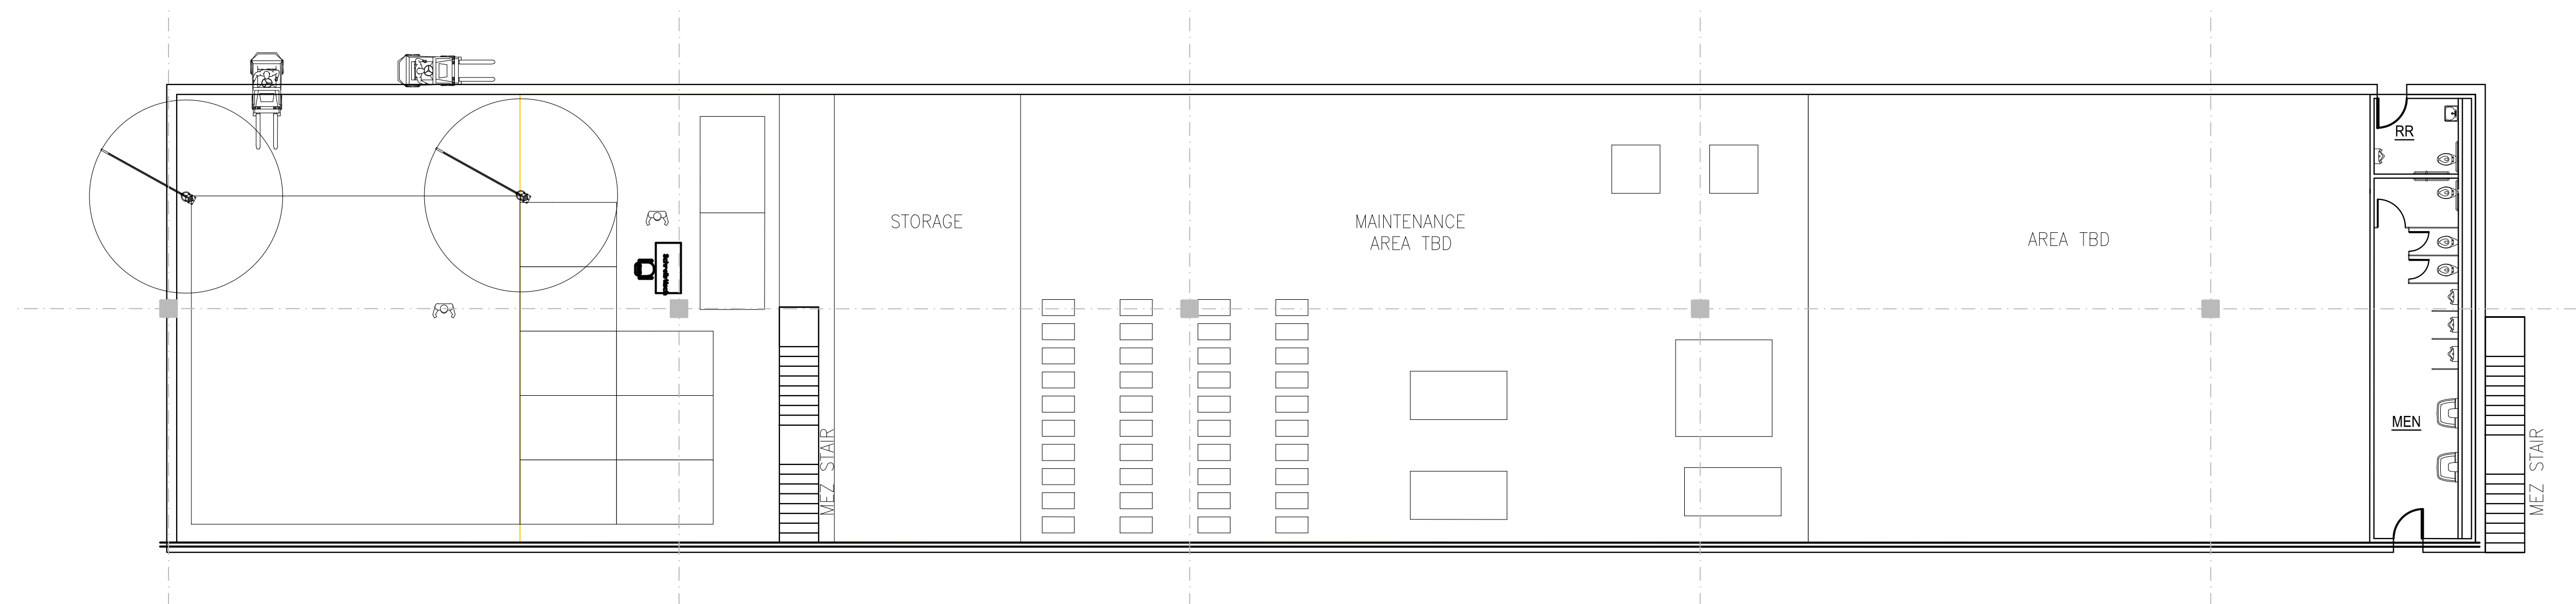 RR
STORAGE
MAINTENANCE
AREA TBD
AREA TBD
MEN
MEZ STAIR
MEZ STAIR